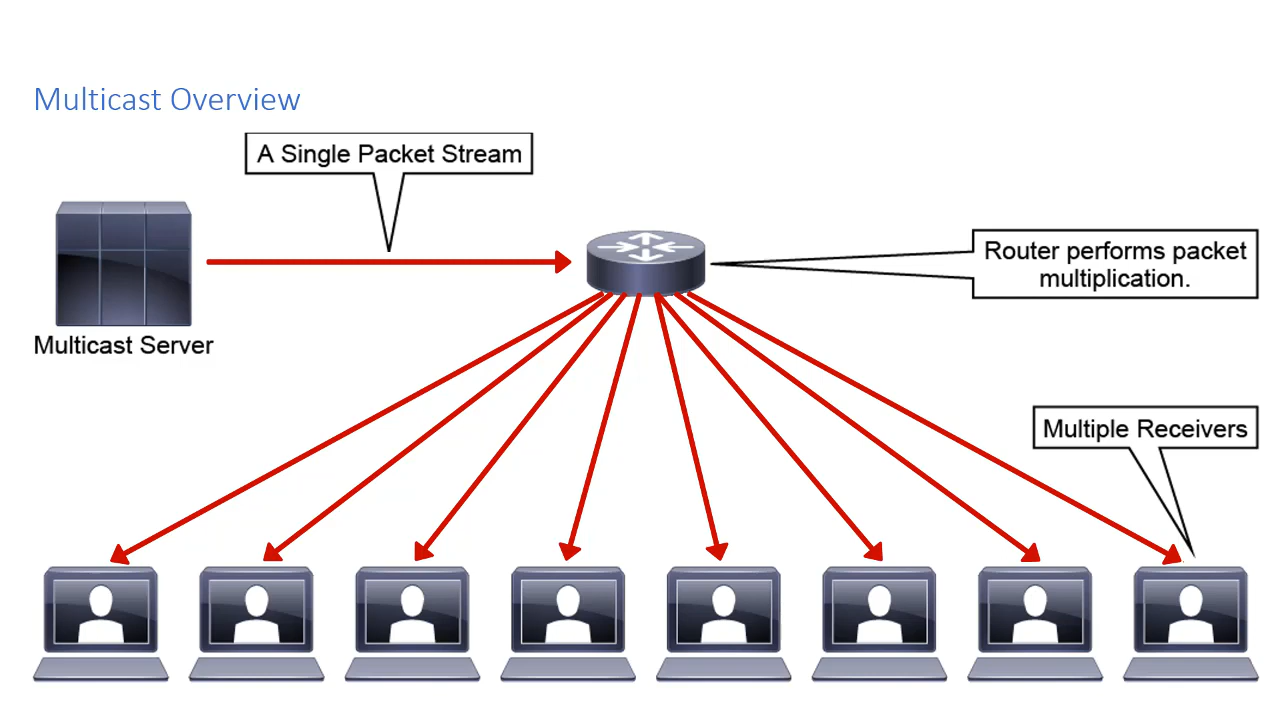 Multicast Overview
A Single Packet Stream
Router performs packet
multiplication.
Multicast Server
Multiple Receivers